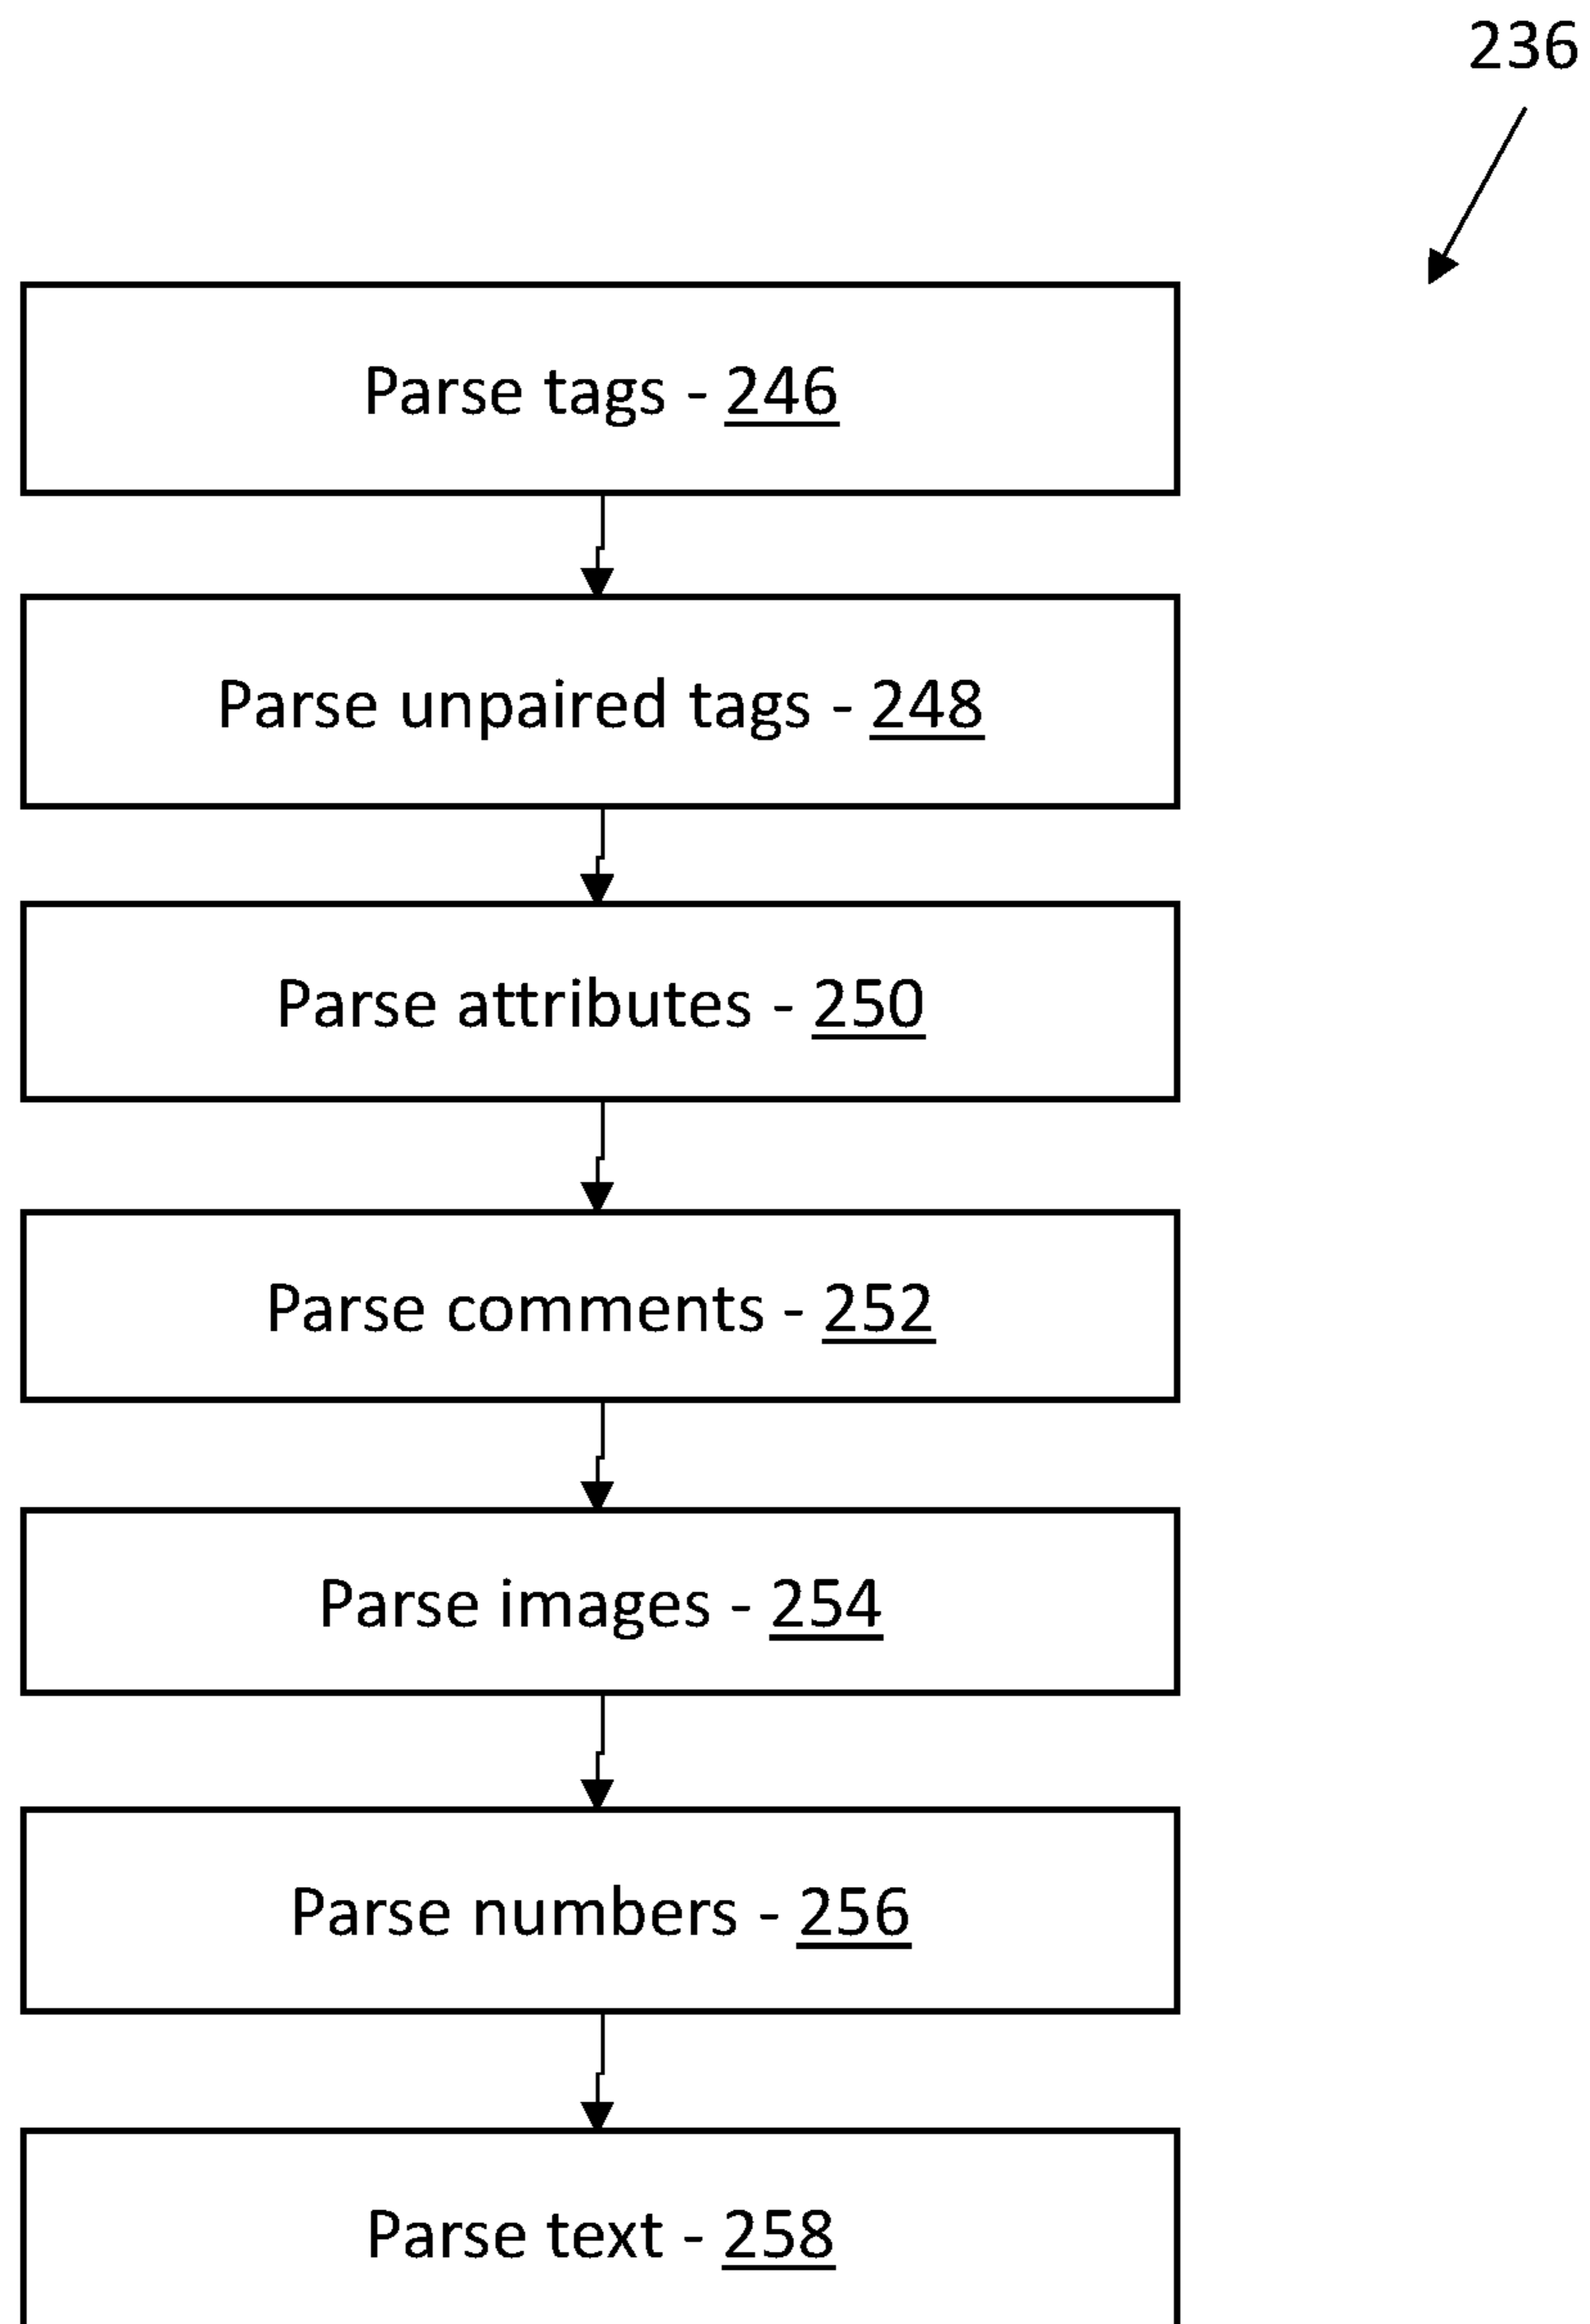 236
Parse tags - 246
Parse unpaired tags - 248
Parse attributes - 250
Parse comments - 252
Parse images - 254
Parse numbers - 256
Parse text - 258